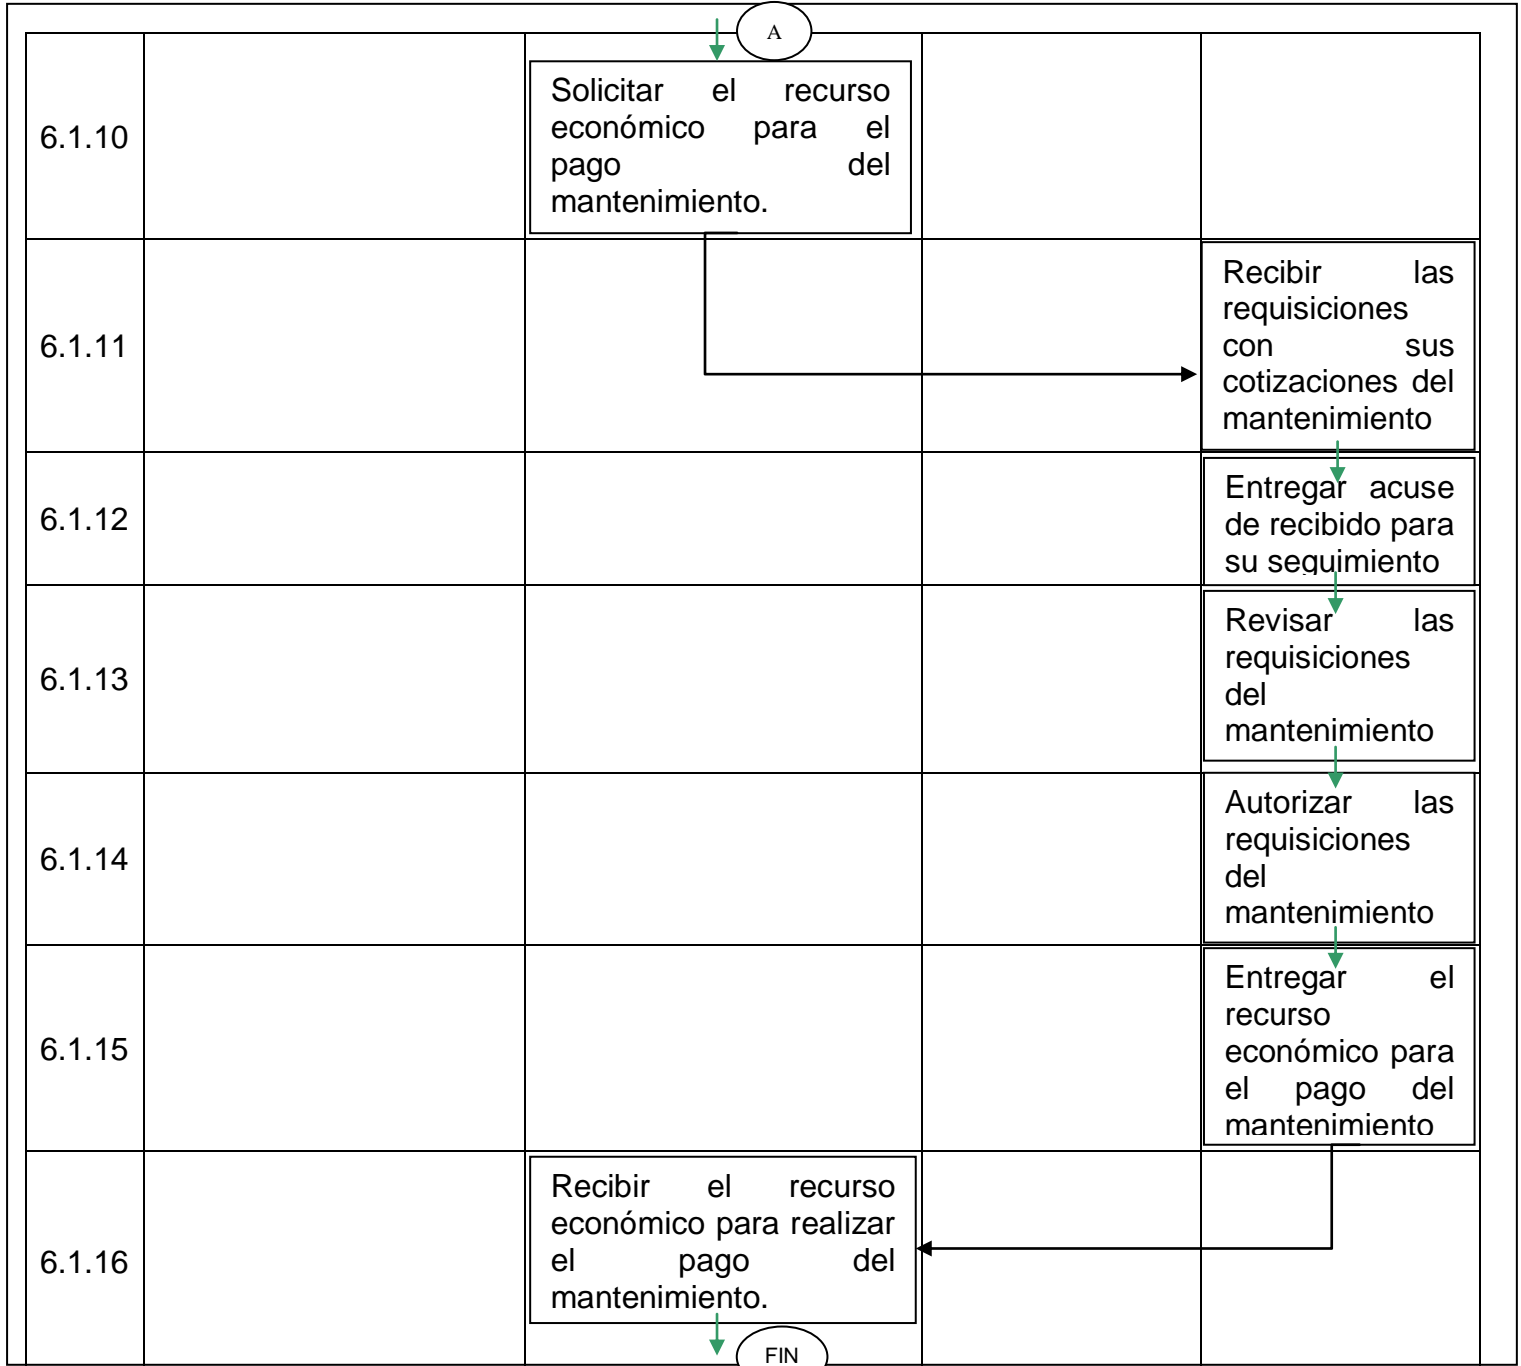 A
6.1.10
Solicitar el recurso
económico para el
pago del
mantenimiento.
6.1.11
Recibir las
requisiciones
con sus
cotizaciones del
mantenimiento
6.1.12
Entregar acuse
de recibido para
su seguimiento
6.1.13
Revisar las
requisiciones
del
mantenimiento
6.1.14
Autorizar las
requisiciones
del
mantenimiento
6.1.15
Entregar el
recurso
económico para
el pago del
mantenimiento
6.1.16
Recibir el recurso
económico para realizar
el pago del
mantenimiento.
FIN